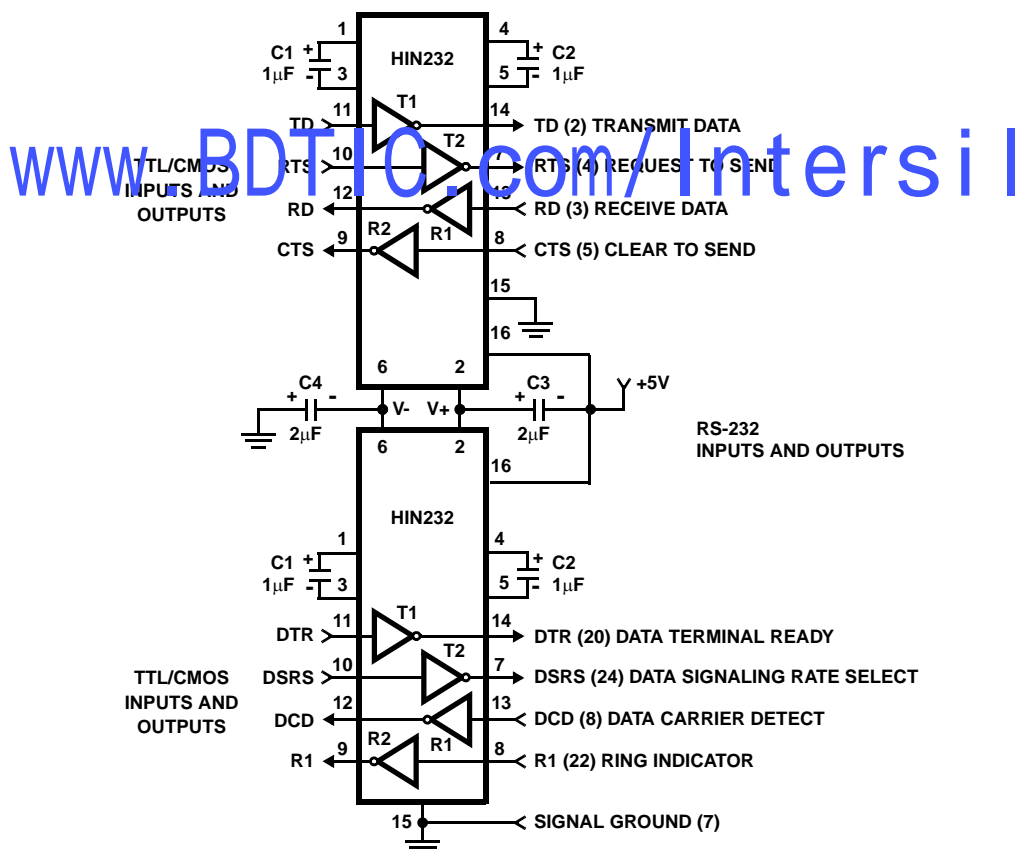 1
4
C1 +
HIN232
+ C2
1µF -
3
5
- 1µF
TD
11
T1
14
TD (2) TRANSMIT DATA
TTL/CMOS
INPUTS AND
OUTPUTS
RTS
10
T2
7
RTS (4) REQUEST TO SEND
RD
12
R1
13
RD (3) RECEIVE DATA
CTS
9
R2
8
CTS (5) CLEAR TO SEND
www.BDTIC.com/Intersil
15
16
6
2
+5V
+ C4 -
2µF
V-
V+
+ C3 -
2µF
RS-232
INPUTS AND OUTPUTS
6
2
16
HIN232
1
4
C1 +
+ C2
1µF -
3
5
- 1µF
TTL/CMOS
INPUTS AND
OUTPUTS
DTR
11
T1
14
DTR (20) DATA TERMINAL READY
DSRS
10
T2
7
DSRS (24) DATA SIGNALING RATE SELECT
DCD
12
R1
13
DCD (8) DATA CARRIER DETECT
R1
9
R2
8
R1 (22) RING INDICATOR
15
SIGNAL GROUND (7)